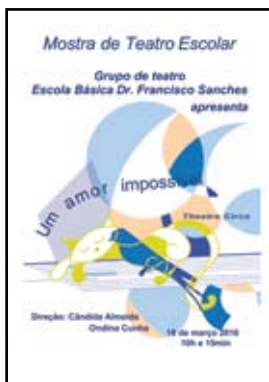 Mostra de Teatro Escolar
Grupo de teatro
Escola Básica Dr. Francisco Sanches
apresenta
Um amor impossível
Theatro Circo
Direção: Cândida Almeida
Ondina Cunha
18 de março 2016
10h e 15min